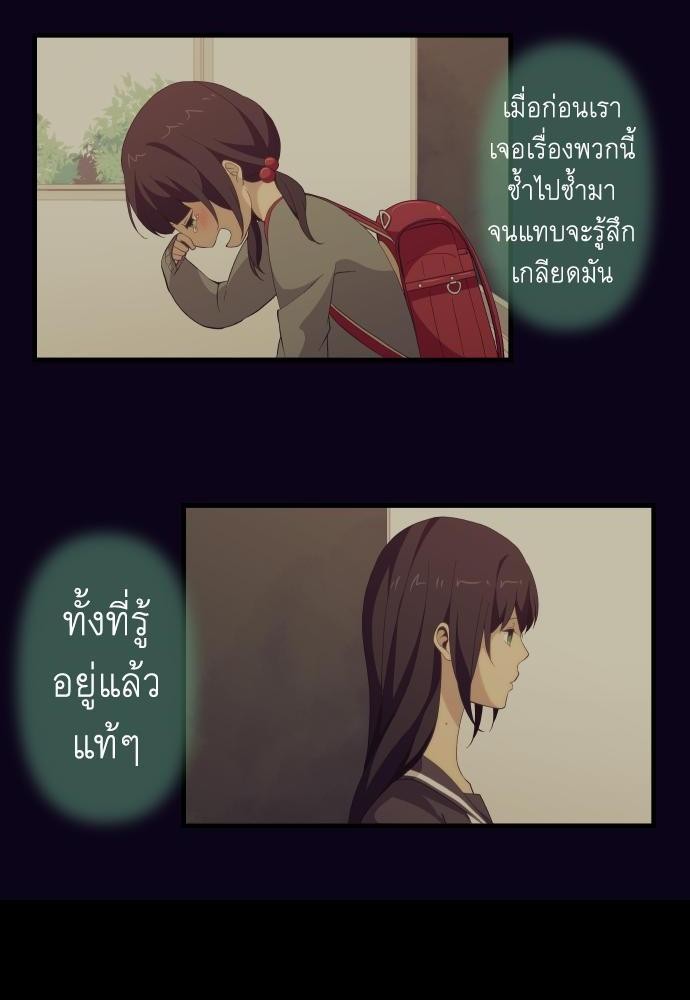 เมื่อก่อนเรา
เจอเรื่องพวกนี้
ซ้ำไปซ้ำมา
จนแทบจะรู้สึก
เกลียดมัน
ทั้งที่รู้
อยู่แล้ว
แท้ๆ